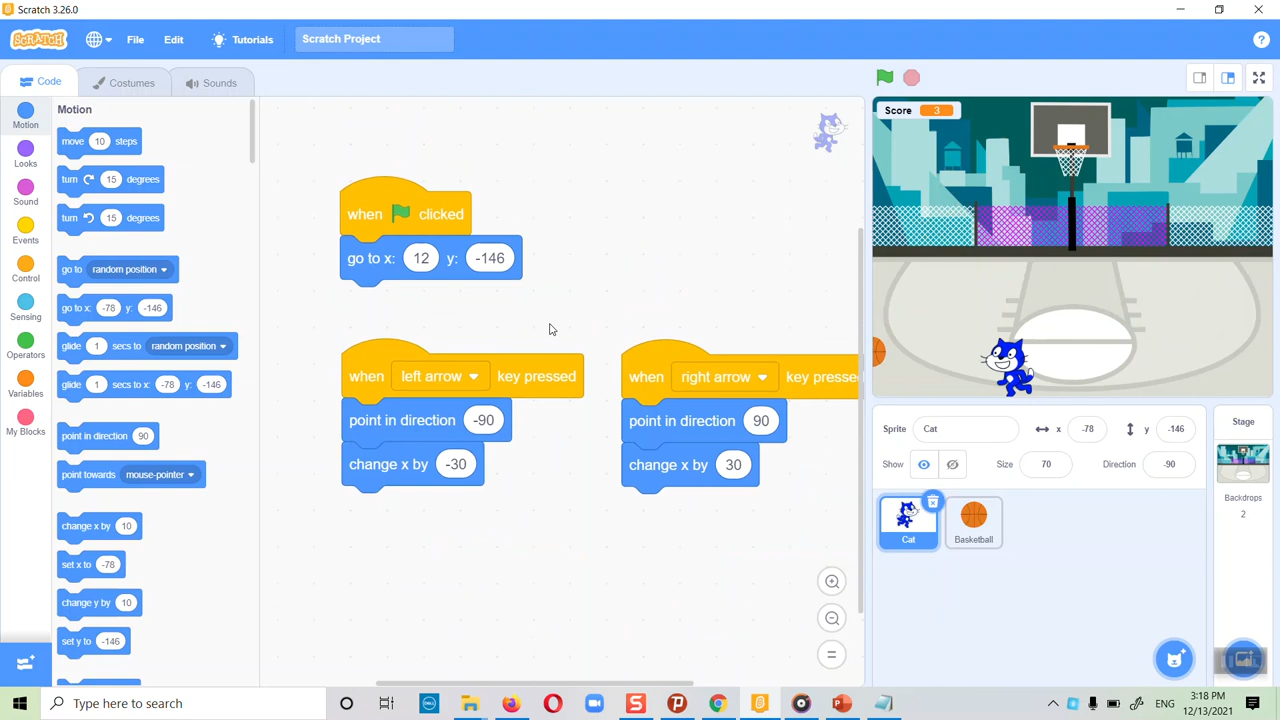 Scratch 3.26.0
SCRATCH File Edit Tutorials Scratch Project ?
Code Costumes Sounds
Motion
Looks
Sound
Events
Control
Sensing
Operators
Variables
My Blocks
Motion
move 10 steps
turn 15 degrees
turn 15 degrees
go to random position
go to x: -78 y: -146
glide 1 secs to random position
glide 1 secs to x: -78 y: -146
point in direction 90
point towards mouse-pointer
change x by 10
set x to -78
change y by 10
set y to -146
when clicked
go to x: 12 y: -146
when left arrow key pressed
point in direction -90
change x by -30
when right arrow key pressed
point in direction 90
change x by 30
Score 3
Sprite Cat x -78 y -146
Show Size 70 Direction -90
Cat
Basketball
Stage
Backdrops
2
Type here to search
DELL
ENG
3:18 PM
12/13/2021